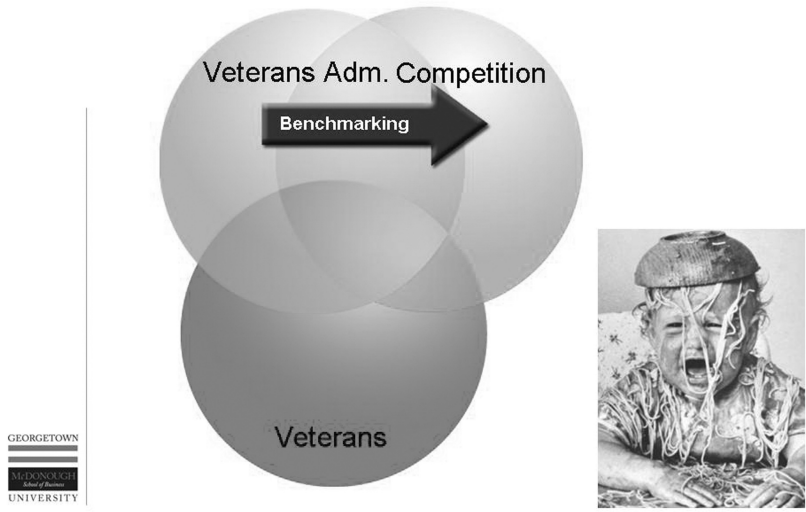 Veterans Adm. Competition
Benchmarking
Veterans
GEORGETOWN
McDONOUGH
School of Business
UNIVERSITY